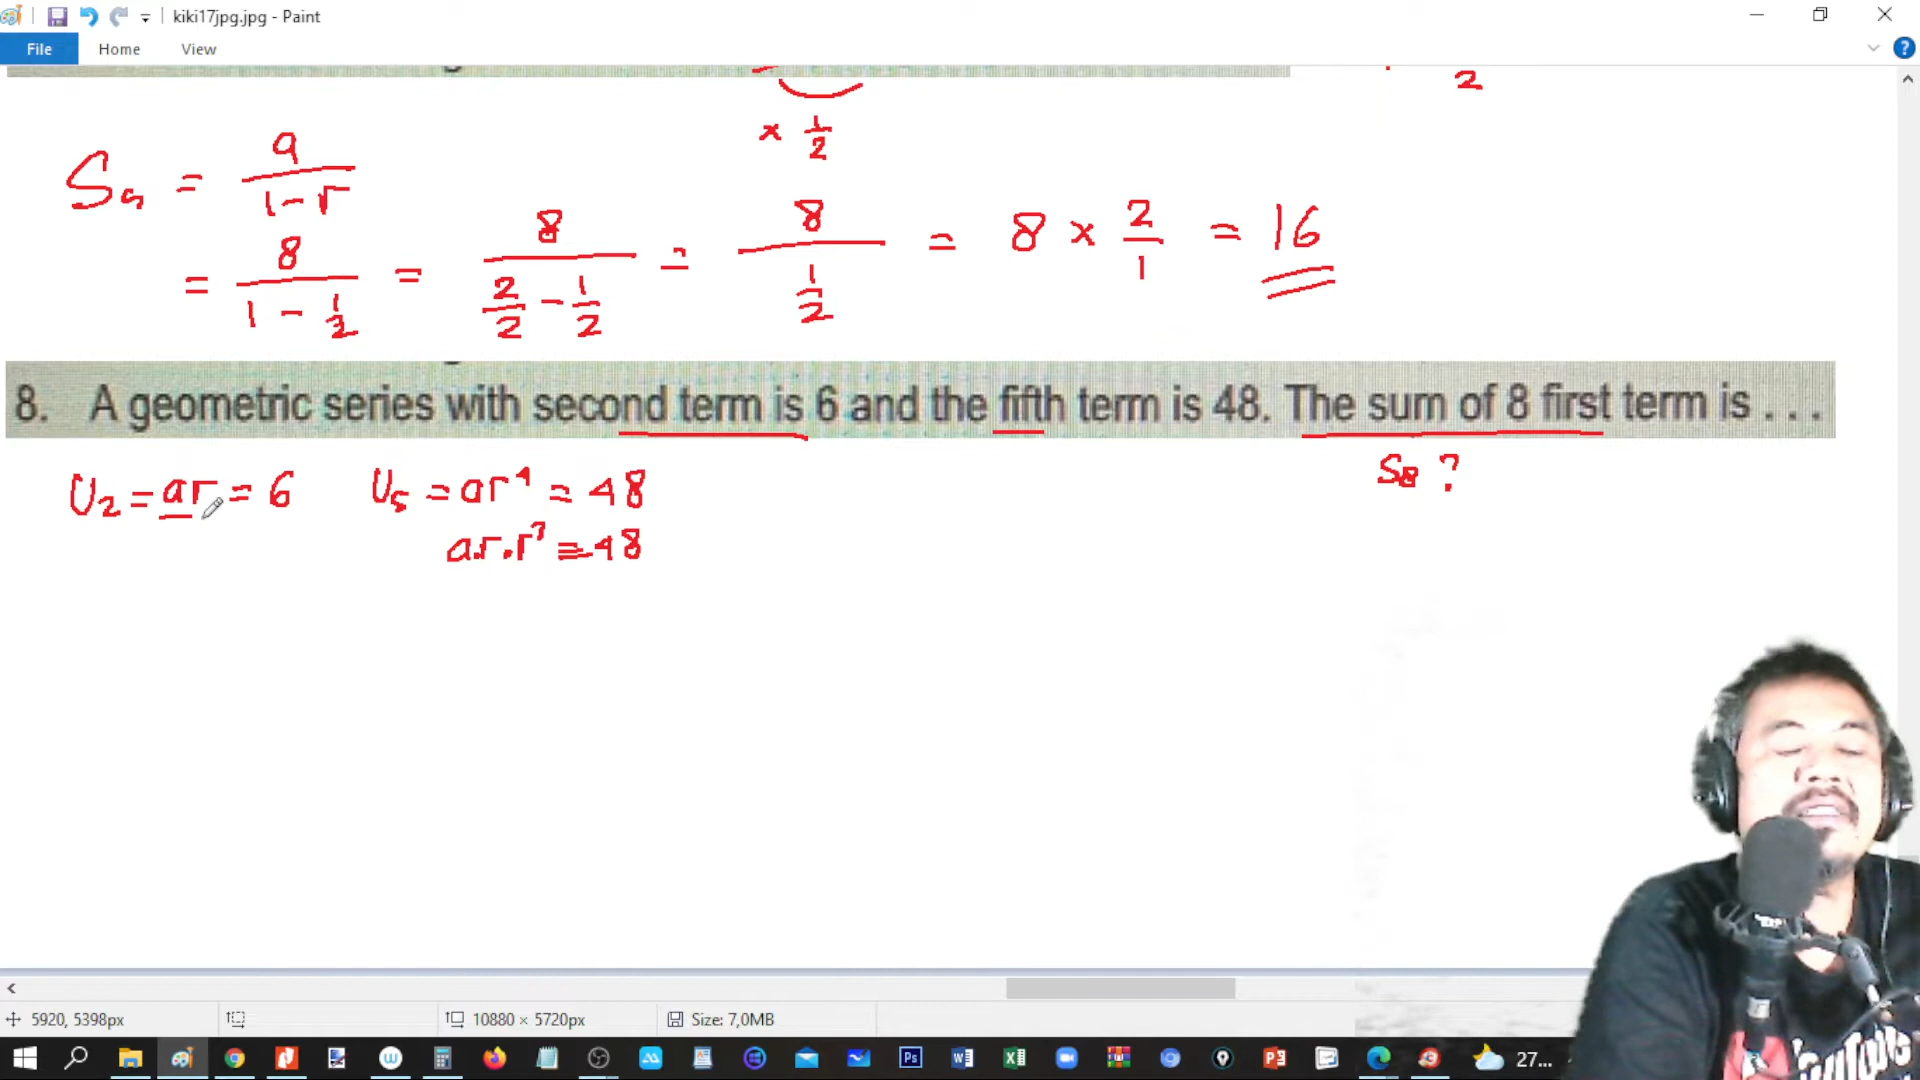 kiki17jpg.jpg - Paint
File Home View
2
× 1/2
S = a/(1-r)
= 8/(1 - 1/2) = 8/(2/2 - 1/2) = 8/(1/2) = 8 × 2/1 = 16
8. A geometric series with second term is 6 and the fifth term is 48. The sum of 8 first term is . . .
S8 ?
U2 = ar = 6 U5 = ar^4 = 48
a.r.r^3 = 48
5920, 5398px 10880 × 5720px Size: 7,0MB
27...